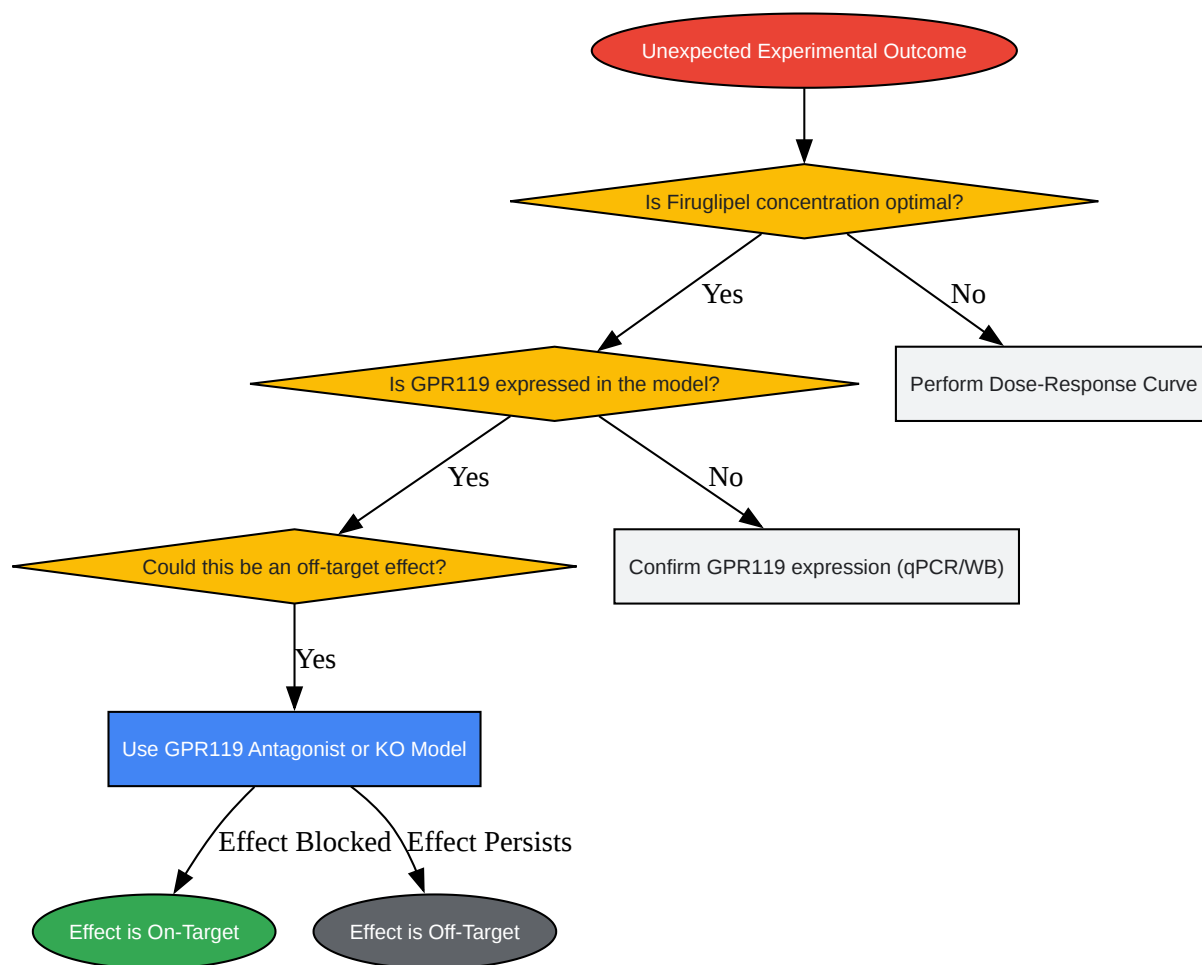 Unexpected Experimental Outcome
Is Firuglipel concentration optimal?
Yes
No
Is GPR119 expressed in the model?
Perform Dose-Response Curve
Yes
No
Could this be an off-target effect?
Confirm GPR119 expression (qPCR/WB)
Yes
Use GPR119 Antagonist or KO Model
Effect Blocked
Effect Persists
Effect is On-Target
Effect is Off-Target